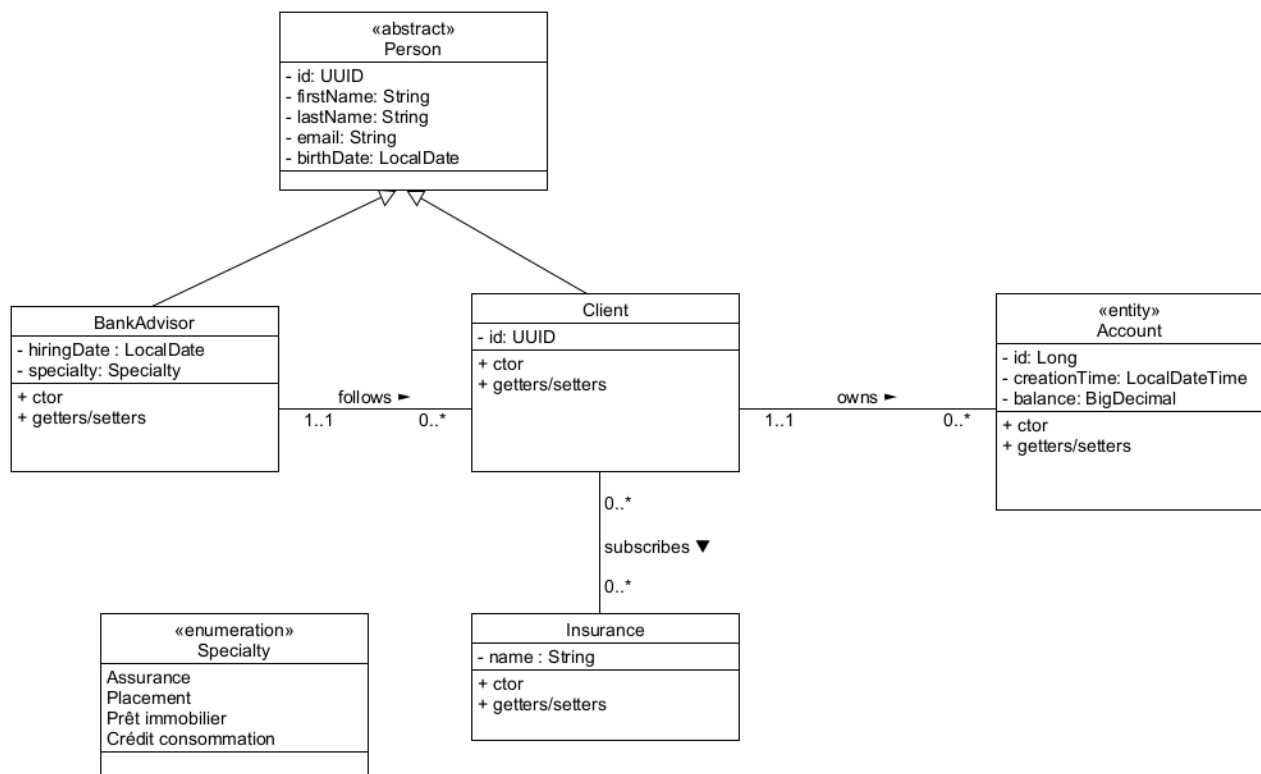 «abstract»
Person
- id: UUID
- firstName: String
- lastName: String
- email: String
- birthDate: LocalDate
BankAdvisor
- hiringDate : LocalDate
- specialty: Specialty
+ ctor
+ getters/setters
follows ►
1..1
0..*
Client
- id: UUID
+ ctor
+ getters/setters
owns ►
1..1
0..*
«entity»
Account
- id: Long
- creationTime: LocalDateTime
- balance: BigDecimal
+ ctor
+ getters/setters
0..*
subscribes ▼
0..*
«enumeration»
Specialty
Assurance
Placement
Prêt immobilier
Crédit consommation
Insurance
- name : String
+ ctor
+ getters/setters